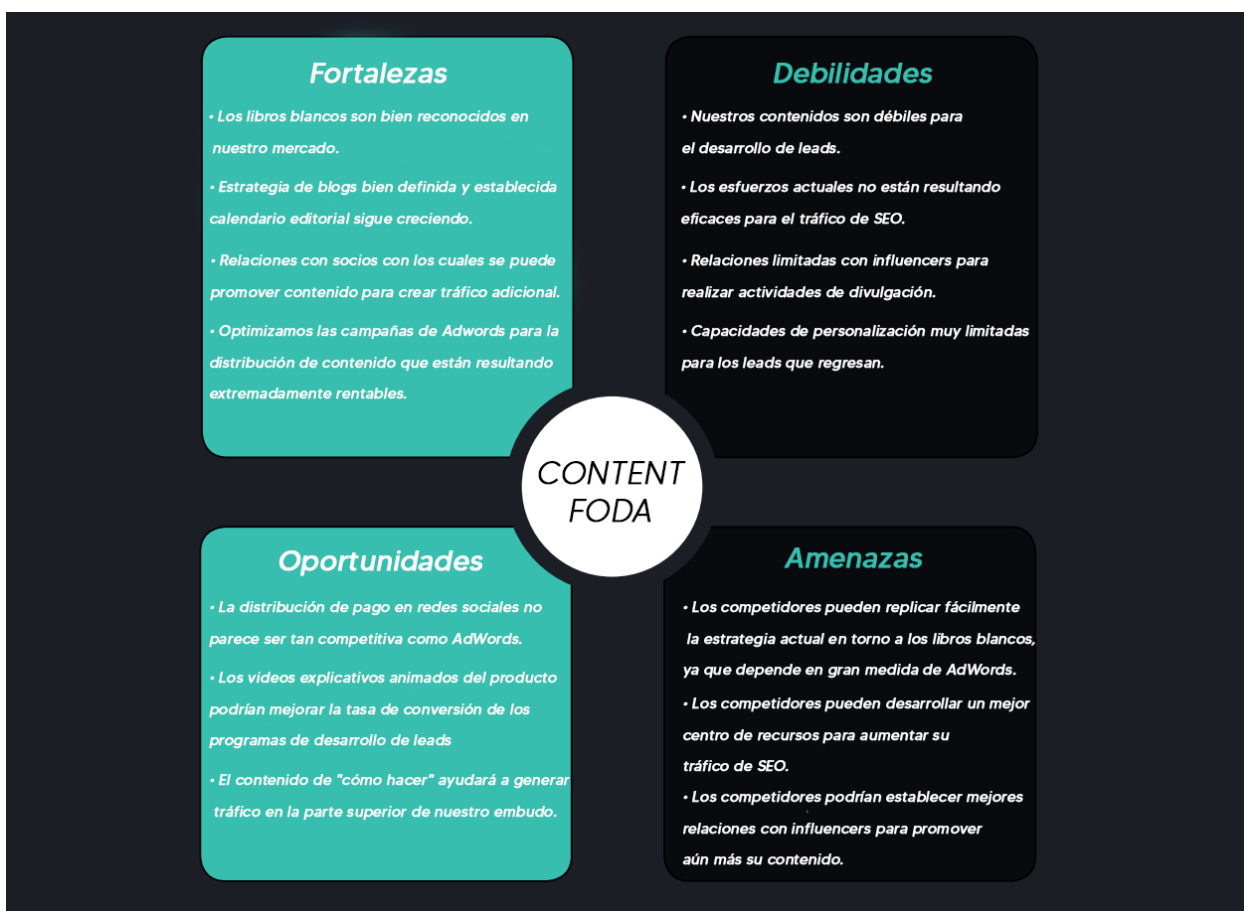 Fortalezas
• Los libros blancos son bien reconocidos en
nuestro mercado.
• Estrategia de blogs bien definida y establecida
calendario editorial sigue creciendo.
• Relaciones con socios con los cuales se puede
promover contenido para crear tráfico adicional.
• Optimizamos las campañas de Adwords para la
distribución de contenido que están resultando
extremadamente rentables.
Debilidades
• Nuestros contenidos son débiles para
el desarrollo de leads.
• Los esfuerzos actuales no están resultando
eficaces para el tráfico de SEO.
• Relaciones limitadas con influencers para
realizar actividades de divulgación.
• Capacidades de personalización muy limitadas
para los leads que regresan.
CONTENT
FODA
Oportunidades
• La distribución de pago en redes sociales no
parece ser tan competitiva como AdWords.
• Los videos explicativos animados del producto
podrían mejorar la tasa de conversión de los
programas de desarrollo de leads
• El contenido de "cómo hacer" ayudará a generar
tráfico en la parte superior de nuestro embudo.
Amenazas
• Los competidores pueden replicar fácilmente
la estrategia actual en torno a los libros blancos,
ya que depende en gran medida de AdWords.
• Los competidores pueden desarrollar un mejor
centro de recursos para aumentar su
tráfico de SEO.
• Los competidores podrían establecer mejores
relaciones con influencers para promover
aún más su contenido.